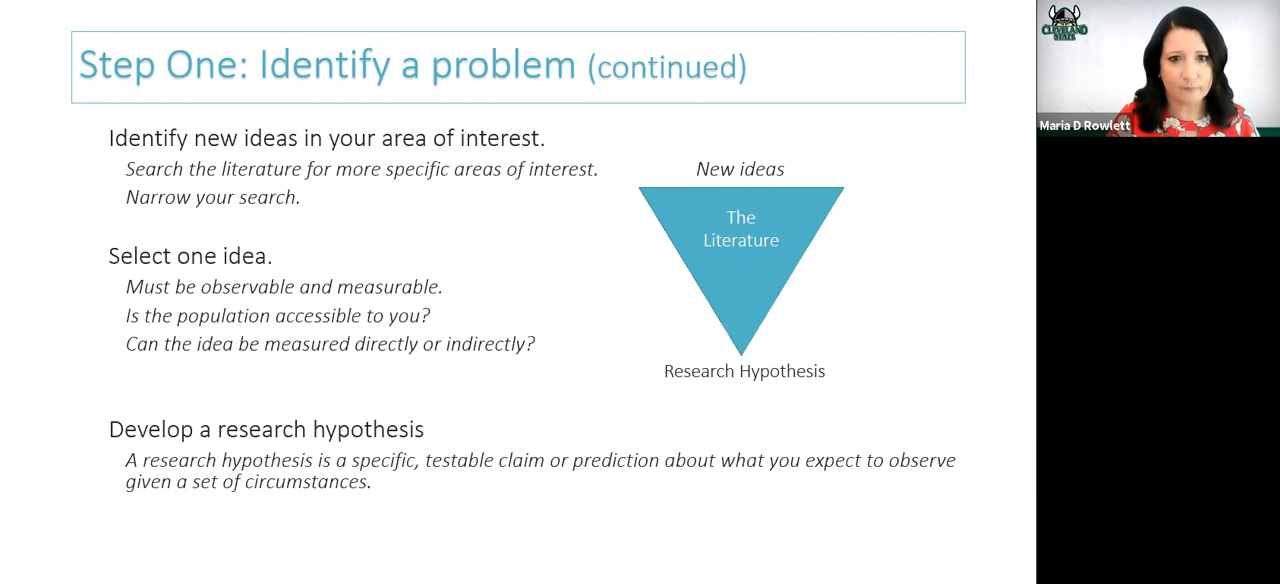 Step One: Identify a problem (continued)
Identify new ideas in your area of interest.
Search the literature for more specific areas of interest.
Narrow your search.
Select one idea.
Must be observable and measurable.
Is the population accessible to you?
Can the idea be measured directly or indirectly?
New ideas
The
Literature
Research Hypothesis
Develop a research hypothesis
A research hypothesis is a specific, testable claim or prediction about what you expect to observe
given a set of circumstances.
CLEVELAND
STATE
Maria D Rowlett